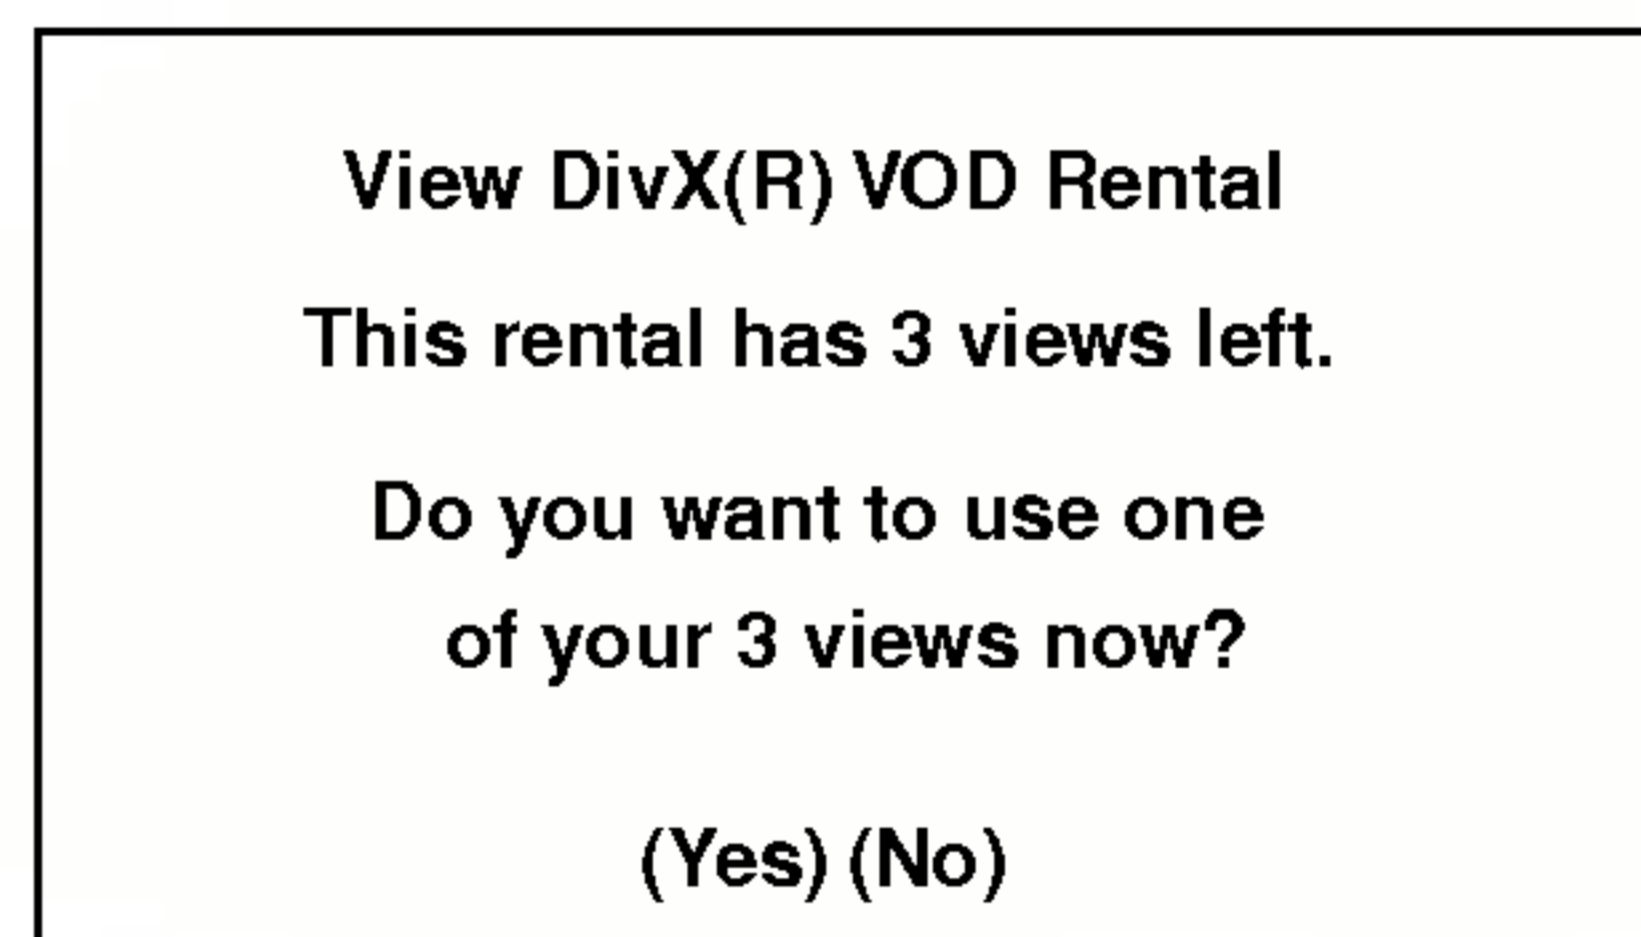 View DivX(R) VOD Rental
This rental has 3 views left.
Do you want to use one
of your 3 views now?
(Yes) (No)